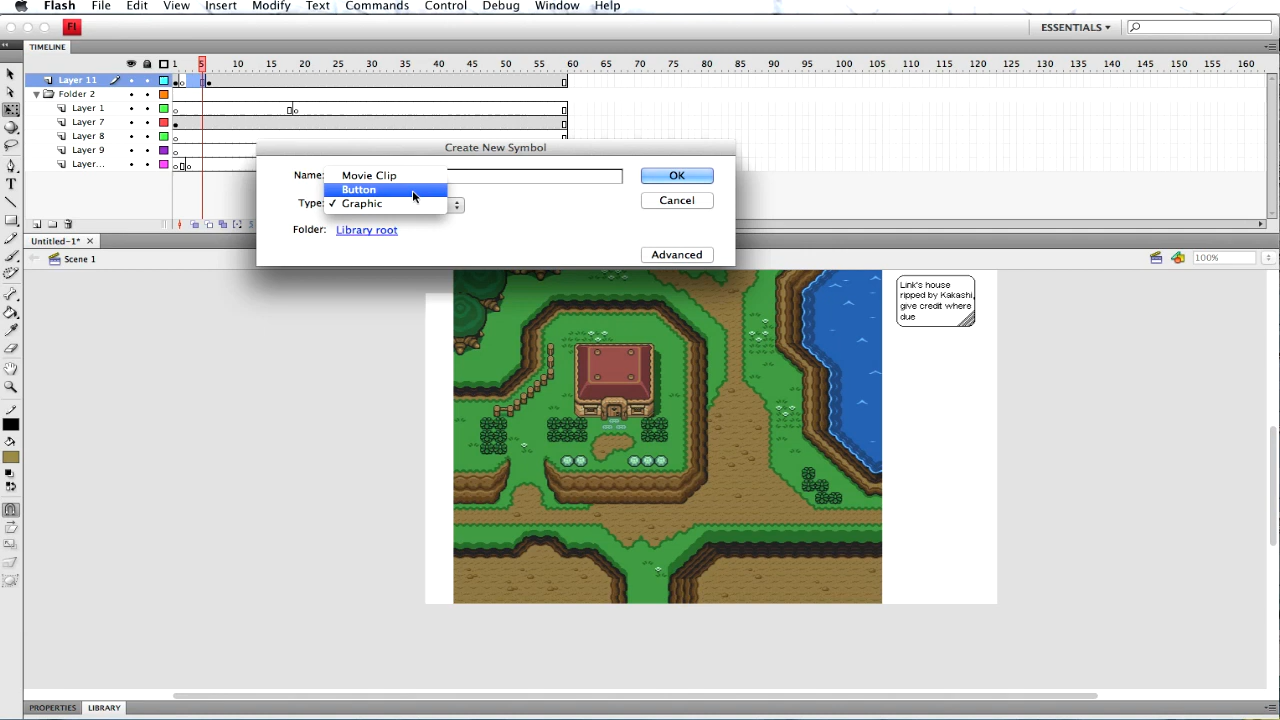 Flash File Edit View Insert Modify Text Commands Control Debug Window Help
Fl ESSENTIALS
TIMELINE
1 5 10 15 20 25 30 35 40 45 50 55 60 65 70 75 80 85 90 95 100 105 110 115 120 125 130 135 140 145 150 155 160
Layer 11
Folder 2
Layer 1
Layer 7
Layer 8
Layer 9
Layer...
Create New Symbol
Name: Movie Clip OK
Button
Type: ✓ Graphic Cancel
Folder: Library root
Advanced
Untitled-1* ×
Scene 1 100%
Link's house
ripped by Kakashi,
give credit where
due
PROPERTIES LIBRARY